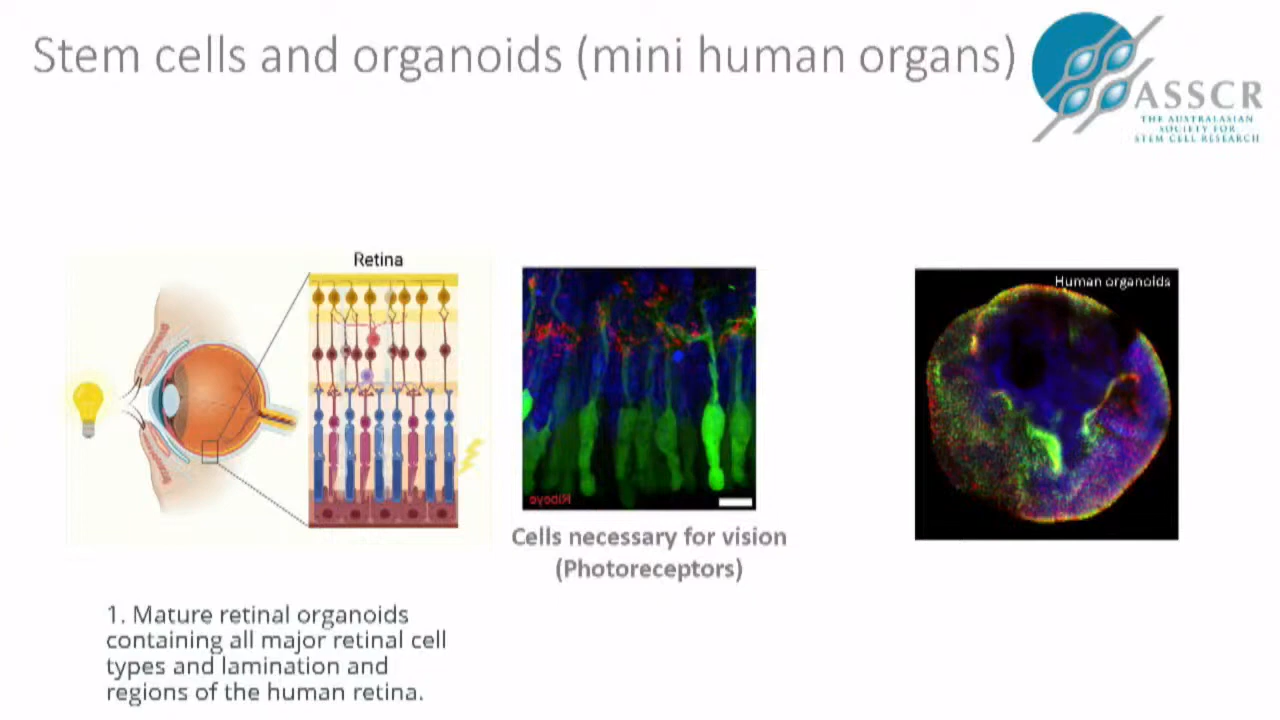 Stem cells and organoids (mini human organs)
ASSCR
THE AUSTRALASIAN
SOCIETY FOR
STEM CELL RESEARCH
Retina
Human organoids
Cells necessary for vision
(Photoreceptors)
1. Mature retinal organoids
containing all major retinal cell
types and lamination and
regions of the human retina.